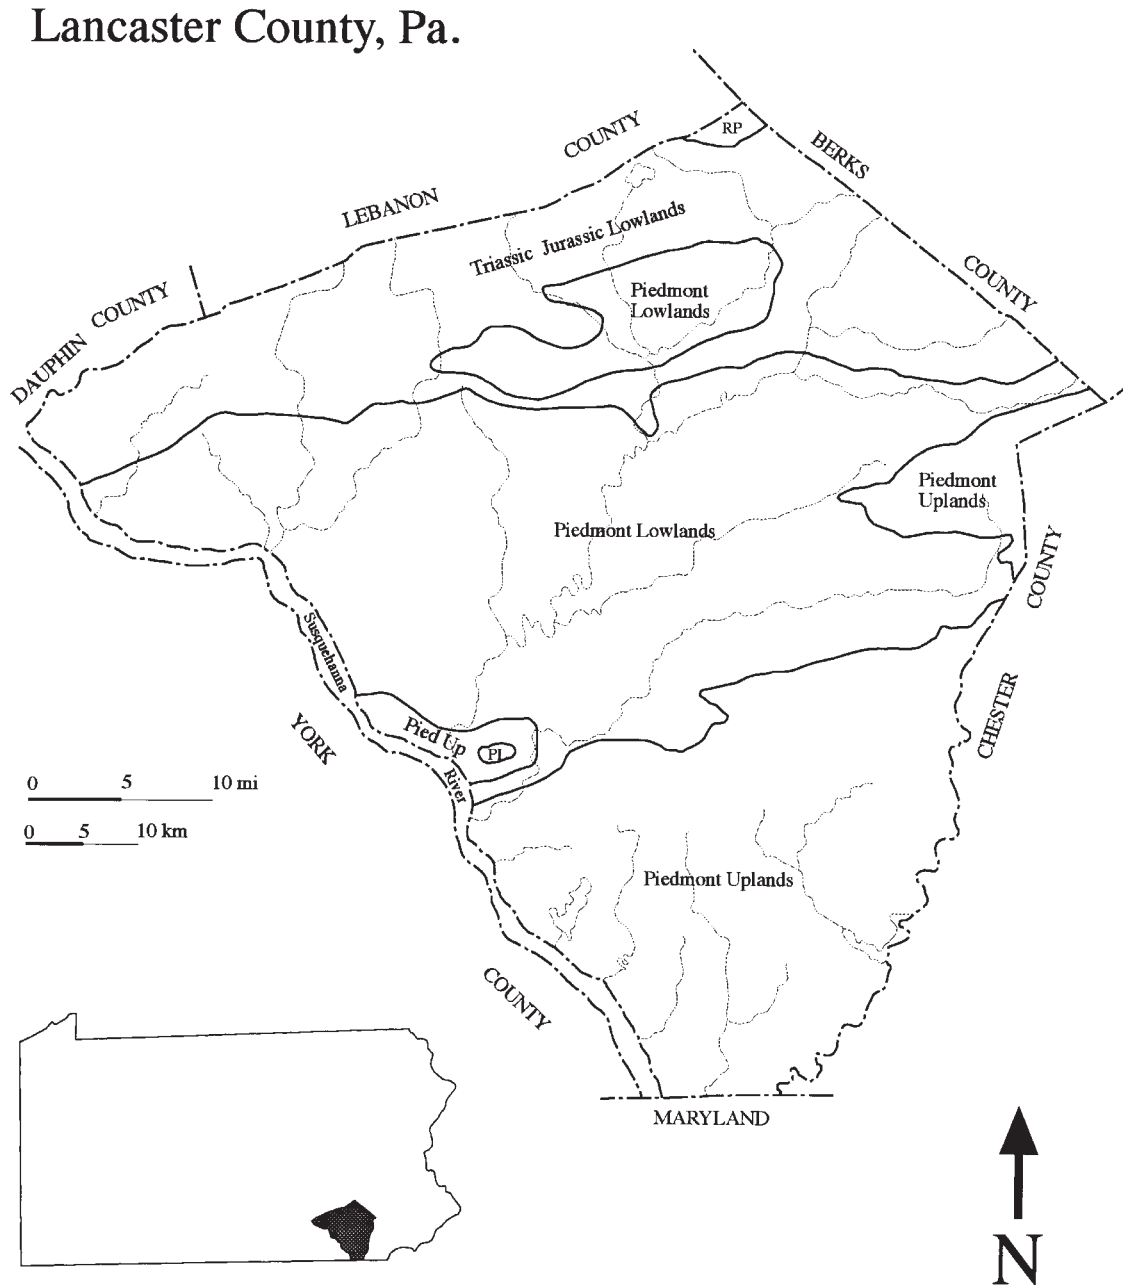 Lancaster County, Pa.
RP
COUNTY
BERKS
LEBANON
Triassic Jurassic Lowlands
COUNTY
Piedmont
Lowlands
COUNTY
DAUPHIN
Piedmont
Uplands
Piedmont Lowlands
COUNTY
Susquehanna
CHESTER
YORK
Pied Up
PL
River
0 5 10 mi
0 5 10 km
Piedmont Uplands
COUNTY
MARYLAND
N